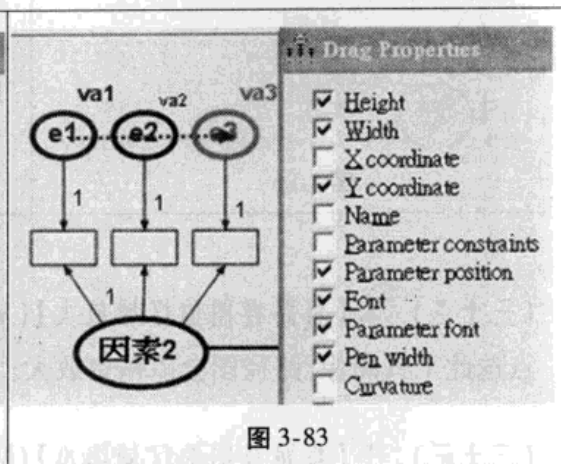 va1
va2
va3
e1
e2
e3
1
1
1
1
因素2
Drag Properties
Height
Width
X coordinate
Y coordinate
Name
Parameter constraints
Parameter position
Font
Parameter font
Pen width
Curvature
图 3-83